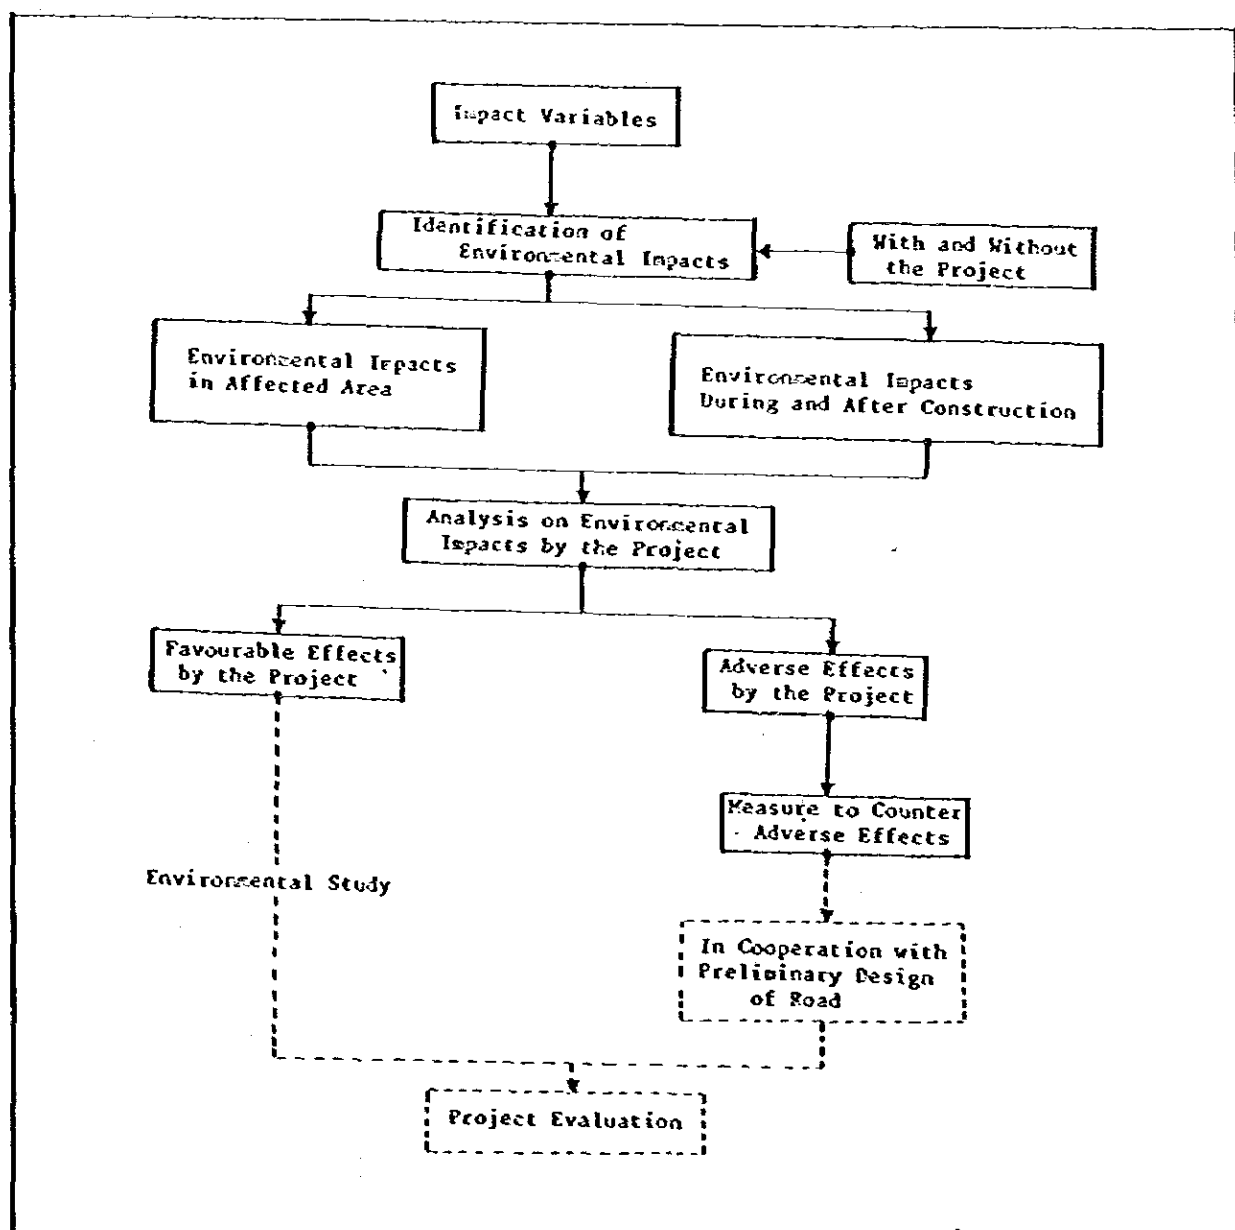 Impact Variables
Identification of
Environmental Impacts
With and Without
the Project
Environmental Impacts
in Affected Area
Environmental Impacts
During and After Construction
Analysis on Environmental
Impacts by the Project
Favourable Effects
by the Project
Adverse Effects
by the Project
Measure to Counter
Adverse Effects
Environmental Study
In Cooperation with
Preliminary Design
of Road
Project Evaluation